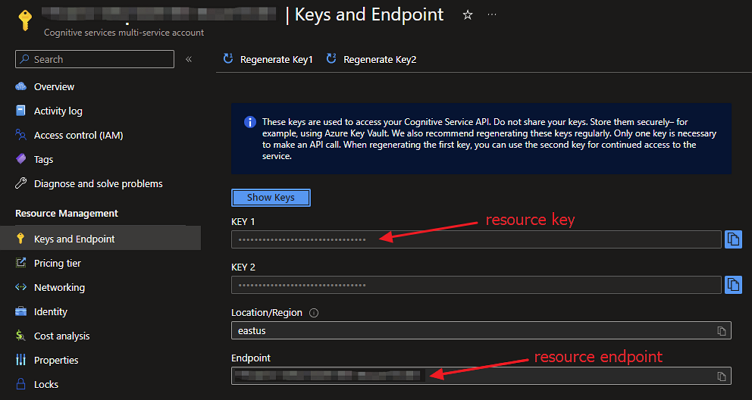 | Keys and Endpoint
Cognitive services multi-service account
Search
Overview
Activity log
Access control (IAM)
Tags
Diagnose and solve problems
Resource Management
Keys and Endpoint
Pricing tier
Networking
Identity
Cost analysis
Properties
Locks
Regenerate Key1 Regenerate Key2
These keys are used to access your Cognitive Service API. Do not share your keys. Store them securely– for
example, using Azure Key Vault. We also recommend regenerating these keys regularly. Only one key is necessary
to make an API call. When regenerating the first key, you can use the second key for continued access to the
service.
Show Keys
KEY 1
resource key
KEY 2
Location/Region
eastus
Endpoint
resource endpoint